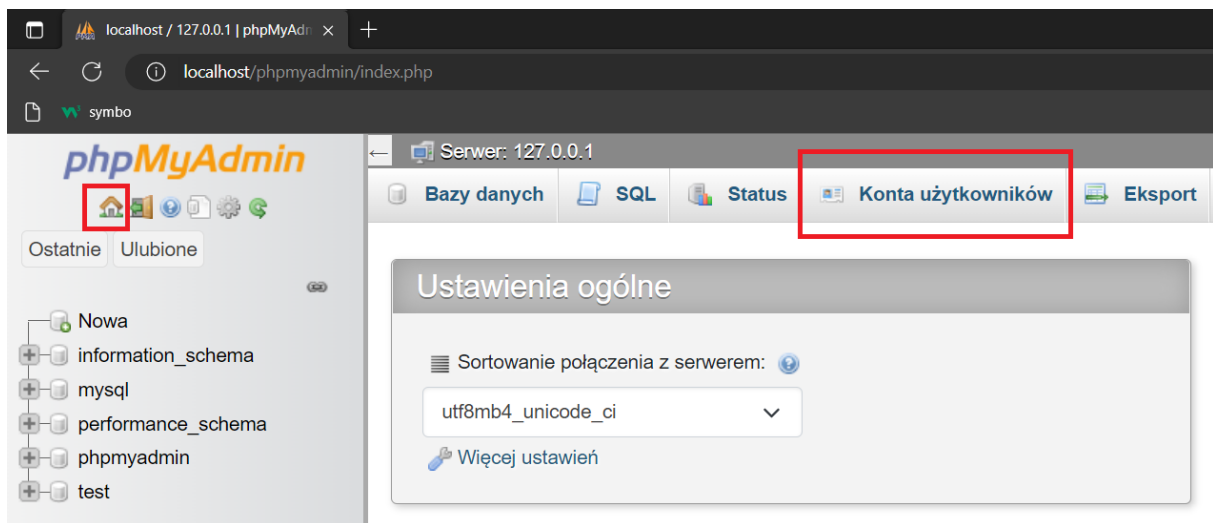 localhost / 127.0.0.1 | phpMyAdn
localhost/phpmyadmin/index.php
symbo
phpMyAdmin
Ostatnie Ulubione
Nowa
information_schema
mysql
performance_schema
phpmyadmin
test
Serwer: 127.0.0.1
Bazy danych SQL Status Konta użytkowników Eksport
Ustawienia ogólne
Sortowanie połączenia z serwerem:
utf8mb4_unicode_ci
Więcej ustawień